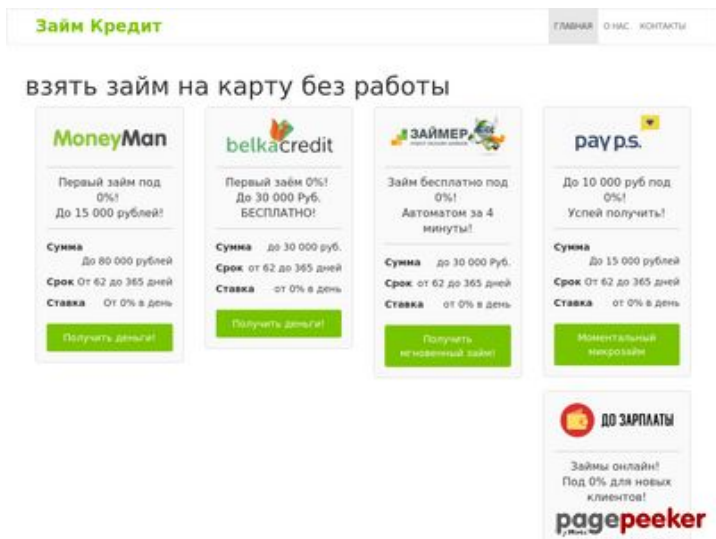 Займ Кредит
ГЛАВНАЯ О НАС. КОНТАКТЫ
взять займ на карту без работы
MoneyMan
Первый займ под
0%!
До 15 000 рублей!
Сумма
До 80 000 рублей
Срок От 62 до 365 дней
Ставка От 0% в день
Получить деньги!
belkacredit
Первый заём 0%!
До 30 000 Руб.
БЕСПЛАТНО!
Сумма до 30 000 руб.
Срок от 62 до 365 дней
Ставка от 0% в день
Получить деньги!
ЗАЙМЕР
Займ бесплатно под
0%!
Автоматом за 4
минуты!
Сумма до 30 000 Руб.
Срок от 62 до 365 дней
Ставка от 0% в день
Получить
мгновенный займ!
pay p.s.
До 10 000 руб под
0%!
Успей получить!
Сумма
До 15 000 рублей
Срок От 62 до 365 дней
Ставка от 0% в день
Моментальный
микрозайм
ДО ЗАРПЛАТЫ
Займы онлайн!
Под 0% для новых
клиентов!
pagepeeker